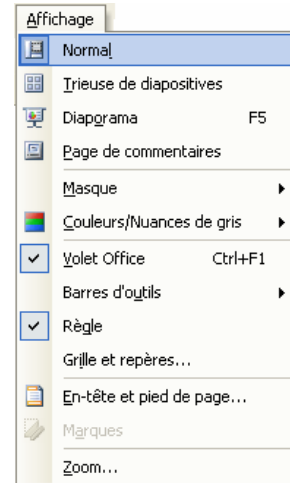 Affichage
Normal
Trieuse de diapositives
Diaporama F5
Page de commentaires
Masque
Couleurs/Nuances de gris
Volet Office Ctrl+F1
Barres d'outils
Règle
Grille et repères...
En-tête et pied de page...
Marques
Zoom...